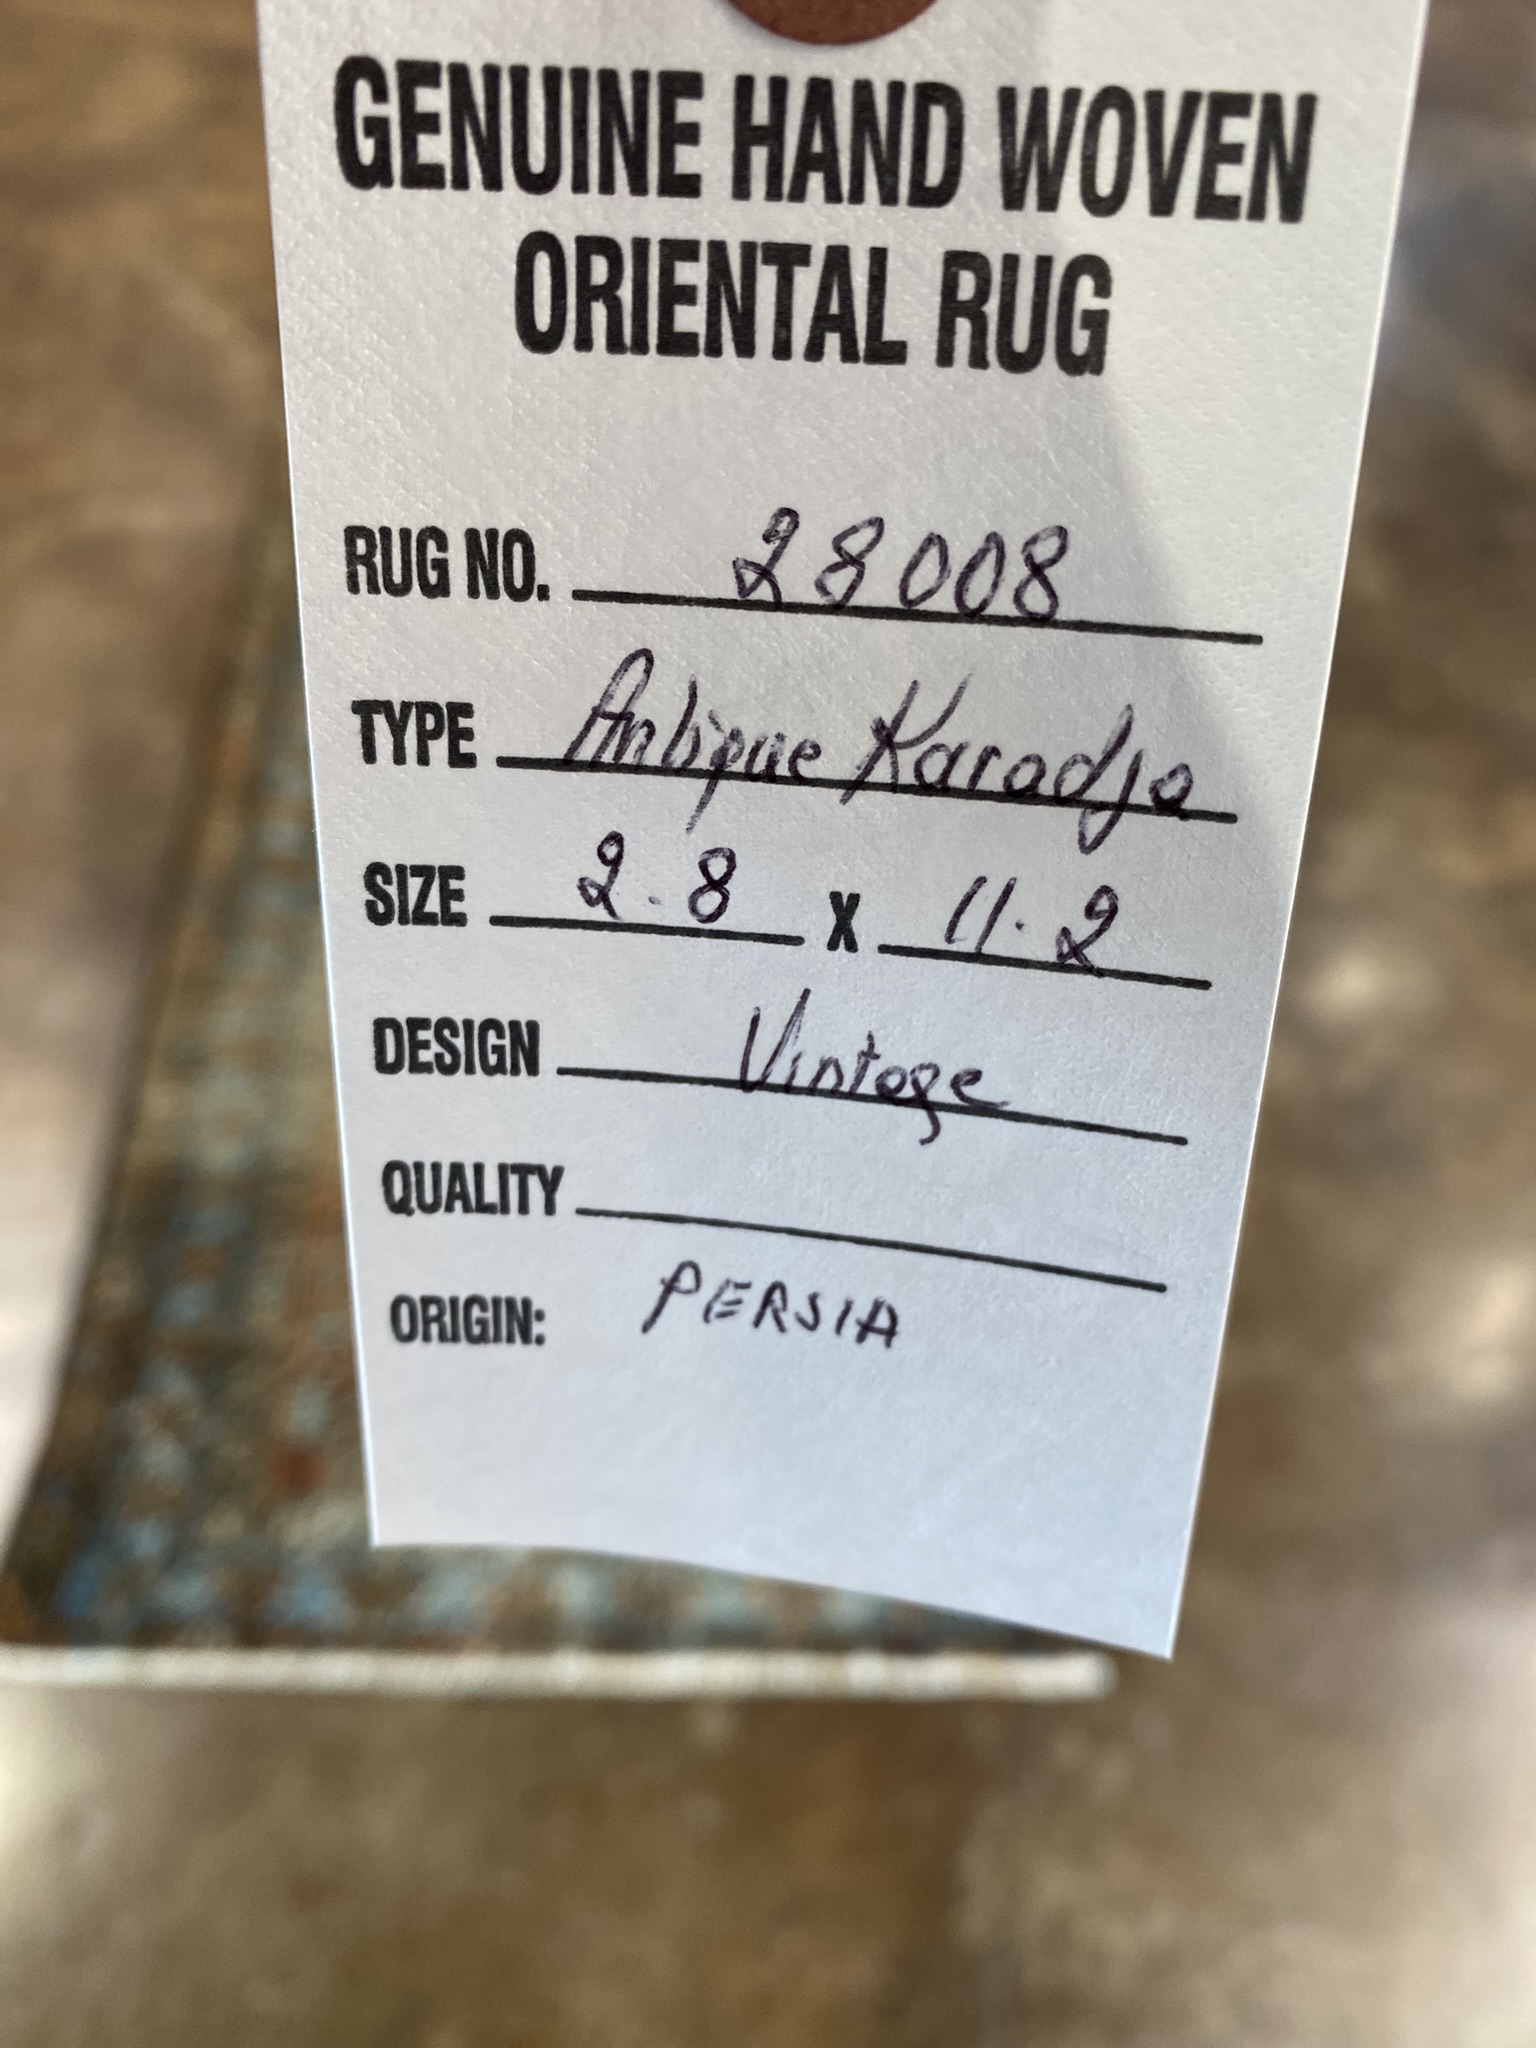 GENUINE HAND WOVEN
ORIENTAL RUG
RUG NO. 28008
TYPE Antique Karadja
SIZE 2.8 X 11.2
DESIGN Vintage
QUALITY
ORIGIN: PERSIA